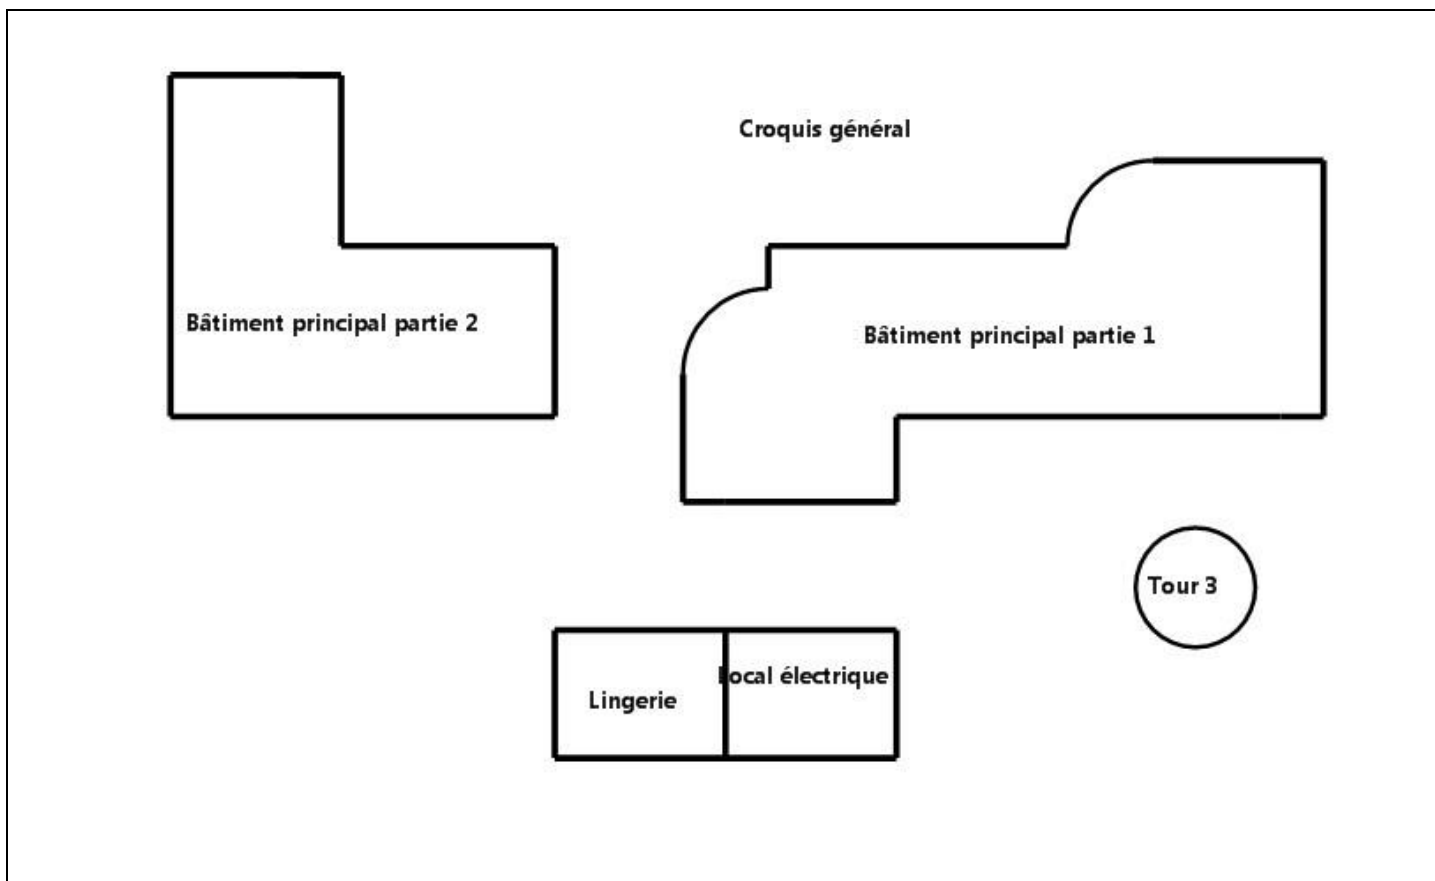 Croquis général
Bâtiment principal partie 2
Bâtiment principal partie 1
Tour 3
Local électrique
Lingerie